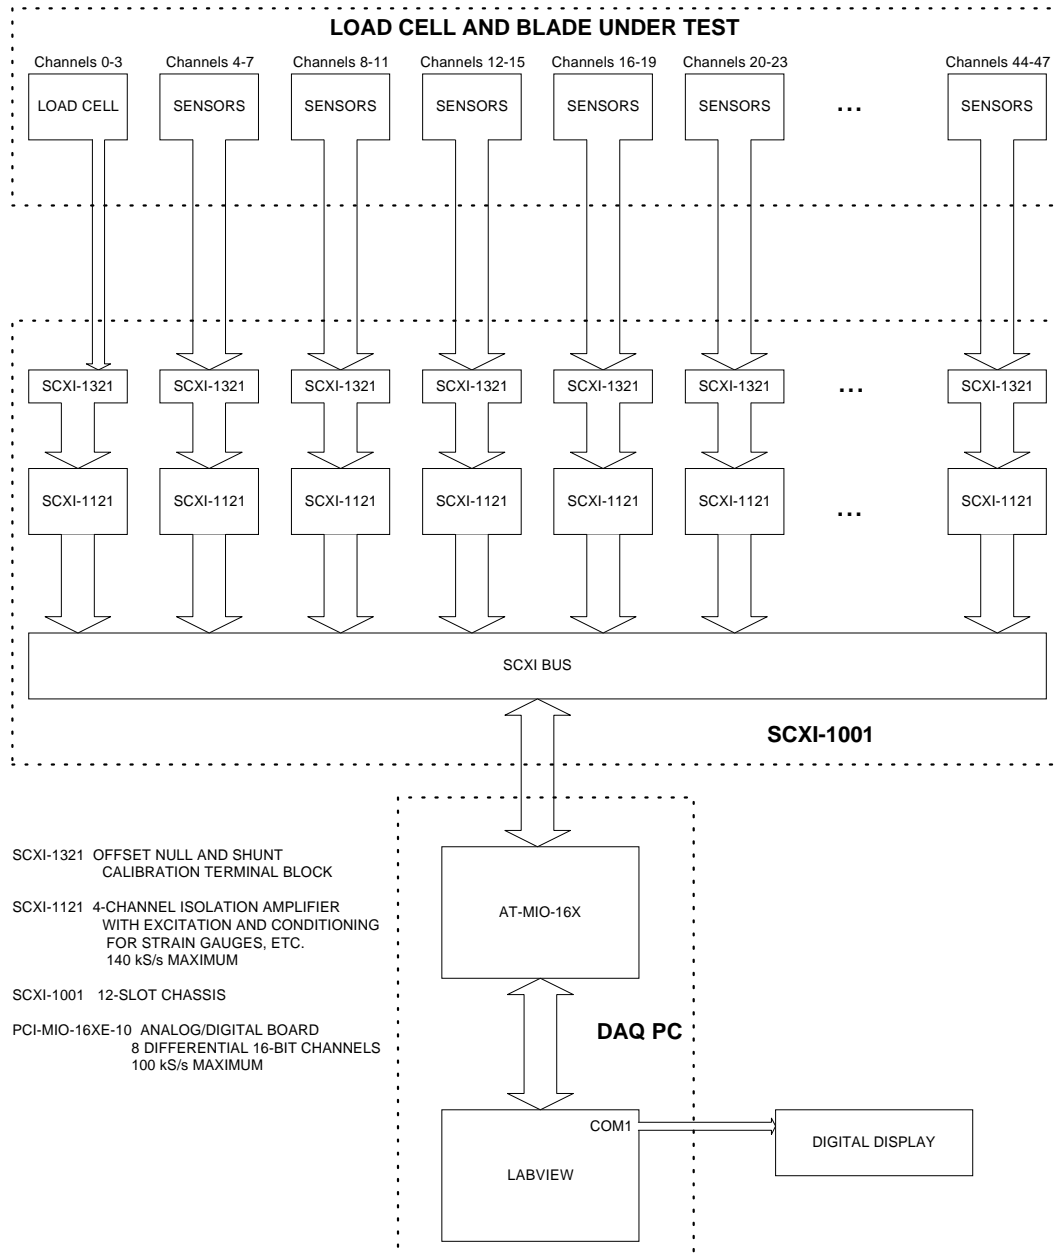 LOAD CELL AND BLADE UNDER TEST
Channels 0-3 Channels 4-7 Channels 8-11 Channels 12-15 Channels 16-19 Channels 20-23 Channels 44-47
LOAD CELL SENSORS SENSORS SENSORS SENSORS SENSORS ... SENSORS
SCXI-1321 SCXI-1321 SCXI-1321 SCXI-1321 SCXI-1321 SCXI-1321 ... SCXI-1321
SCXI-1121 SCXI-1121 SCXI-1121 SCXI-1121 SCXI-1121 SCXI-1121 ... SCXI-1121
SCXI BUS
SCXI-1001
SCXI-1321 OFFSET NULL AND SHUNT
CALIBRATION TERMINAL BLOCK
SCXI-1121 4-CHANNEL ISOLATION AMPLIFIER
WITH EXCITATION AND CONDITIONING
FOR STRAIN GAUGES, ETC.
140 kS/s MAXIMUM
SCXI-1001 12-SLOT CHASSIS
PCI-MIO-16XE-10 ANALOG/DIGITAL BOARD
8 DIFFERENTIAL 16-BIT CHANNELS
100 kS/s MAXIMUM
AT-MIO-16X
DAQ PC
COM1
LABVIEW
DIGITAL DISPLAY